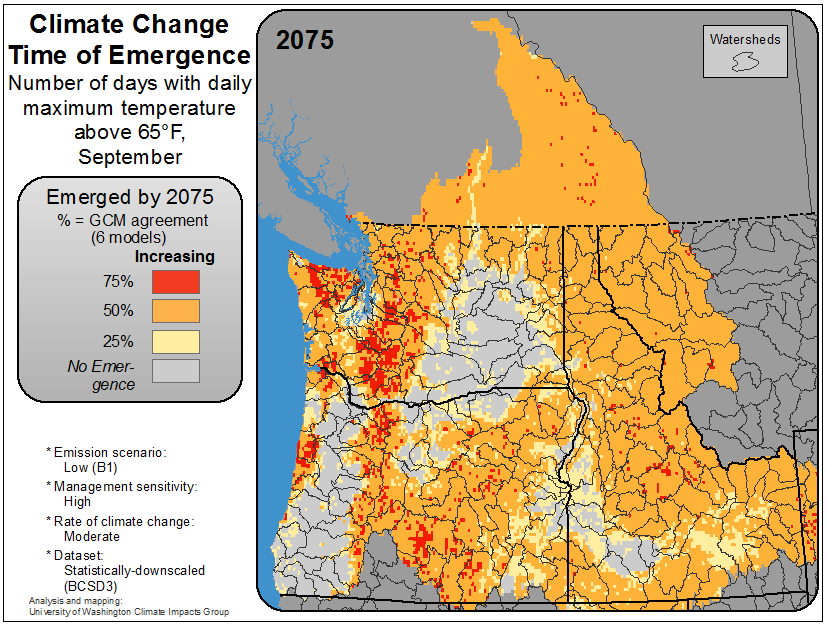 Climate Change
Time of Emergence
Number of days with daily
maximum temperature
above 65°F,
September
Emerged by 2075
% = GCM agreement
(6 models)
Increasing
75%
50%
25%
No Emer-
gence
* Emission scenario:
Low (B1)
* Management sensitivity:
High
* Rate of climate change:
Moderate
* Dataset:
Statistically-downscaled
(BCSD3)
Analysis and mapping:
University of Washington Climate Impacts Group
2075
Watersheds